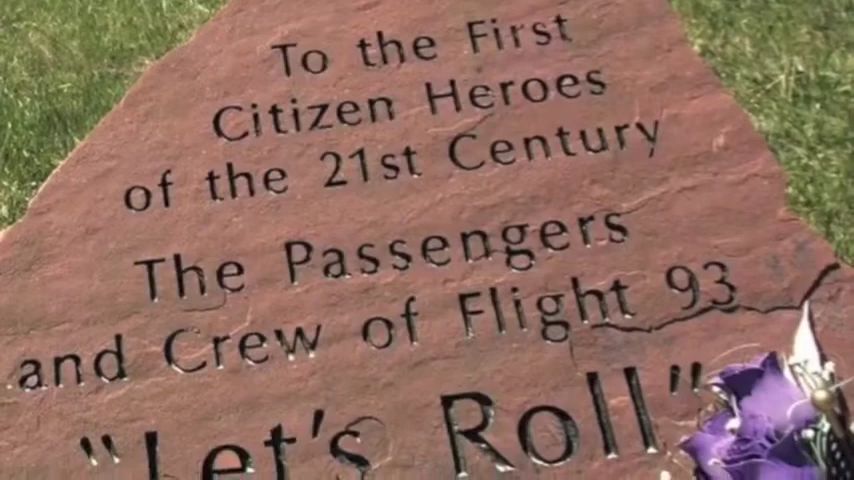 To the First
Citizen Heroes
of the 21st Century
The Passengers
and Crew of Flight 93
"Let's Roll"